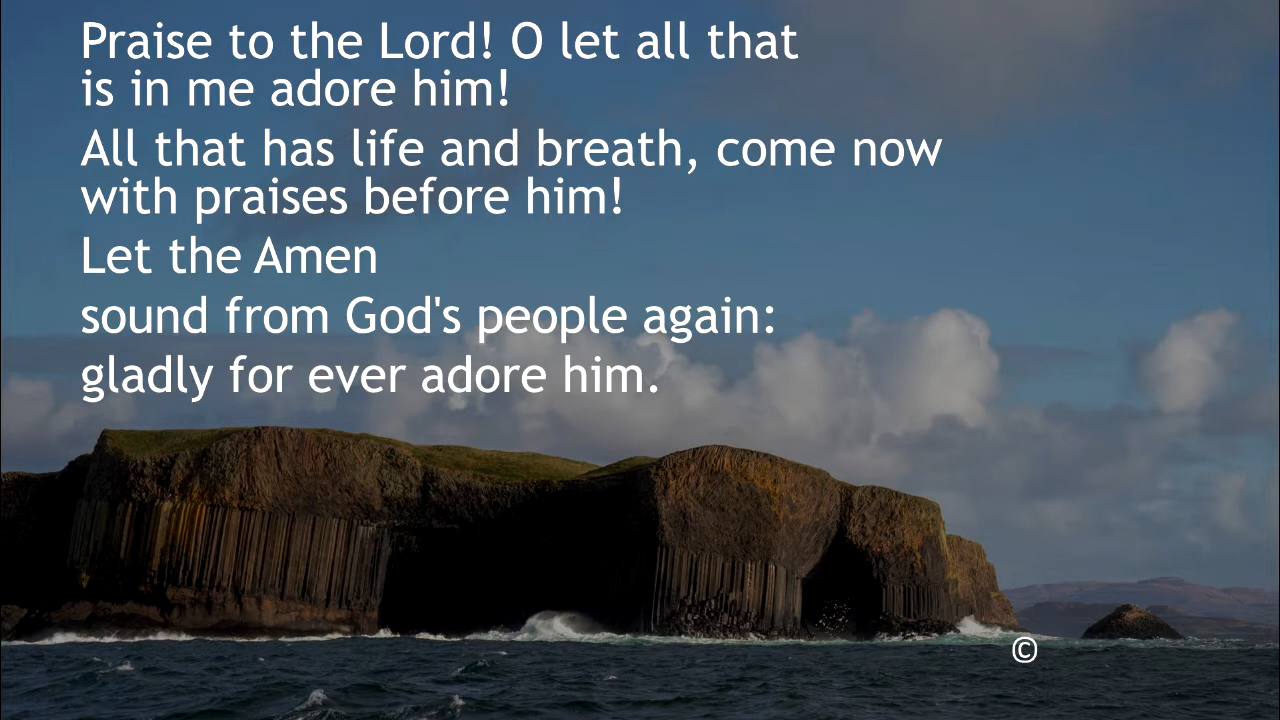 Praise to the Lord! O let all that
is in me adore him!
All that has life and breath, come now
with praises before him!
Let the Amen
sound from God's people again:
gladly for ever adore him.
©